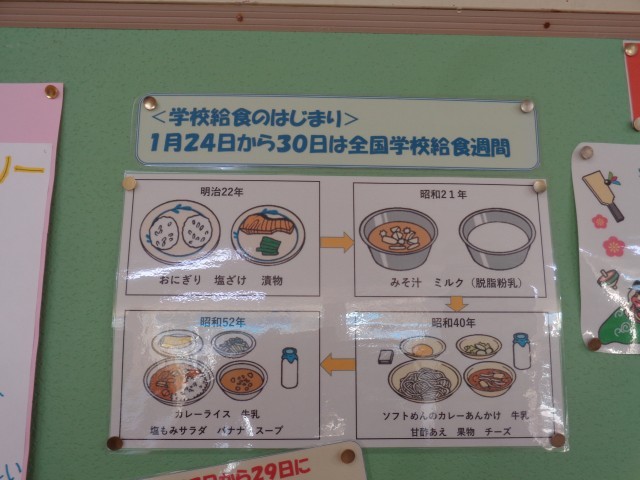 ＜学校給食のはじまり＞
1月24日から30日は全国学校給食週間
明治22年
おにぎり　塩ざけ　漬物
昭和21年
みそ汁　ミルク（脱脂粉乳）
昭和40年
ソフトめんのカレーあんかけ　牛乳
甘酢あえ　果物　チーズ
昭和52年
カレーライス　牛乳
塩もみサラダ　バナナ　スープ
から29日に